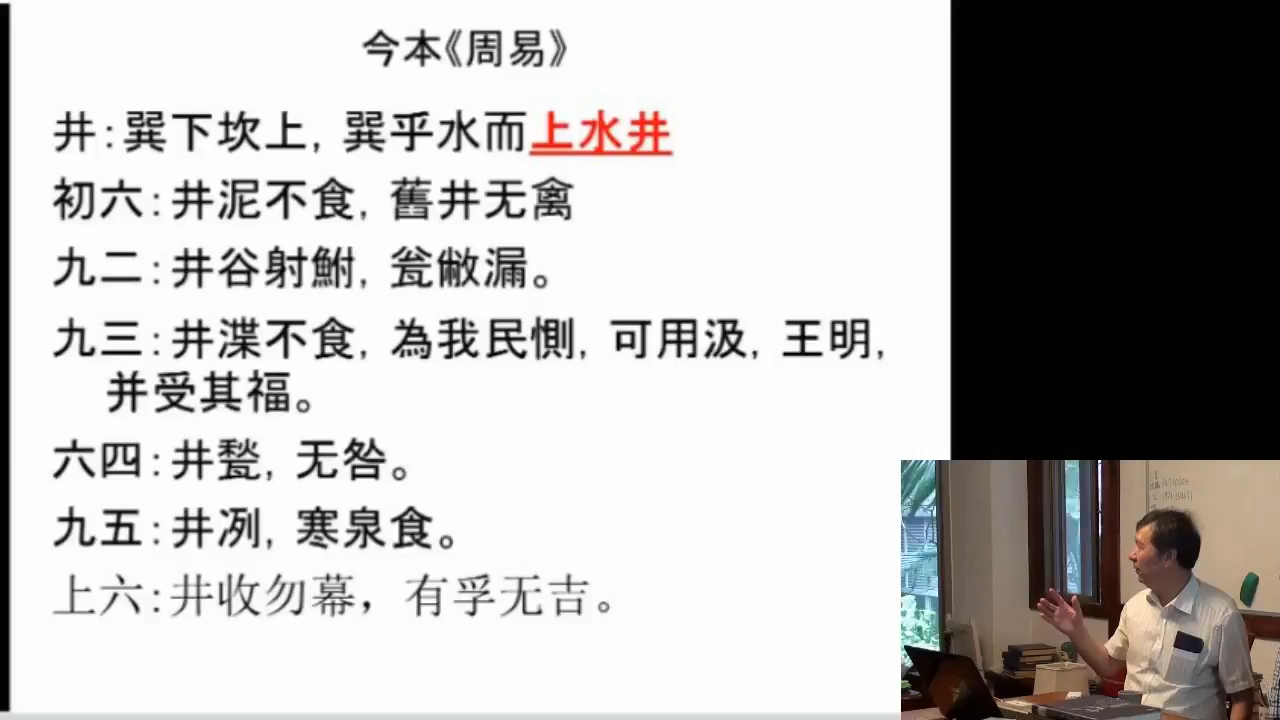 今本《周易》
井：巽下坎上，巽乎水而上水井
初六：井泥不食，舊井无禽
九二：井谷射鮒，瓮敝漏。
九三：井渫不食，為我民惻，可用汲，王明，
并受其福。
六四：井甃，无咎。
九五：井冽，寒泉食。
上六：井收勿幕，有孚无吉。